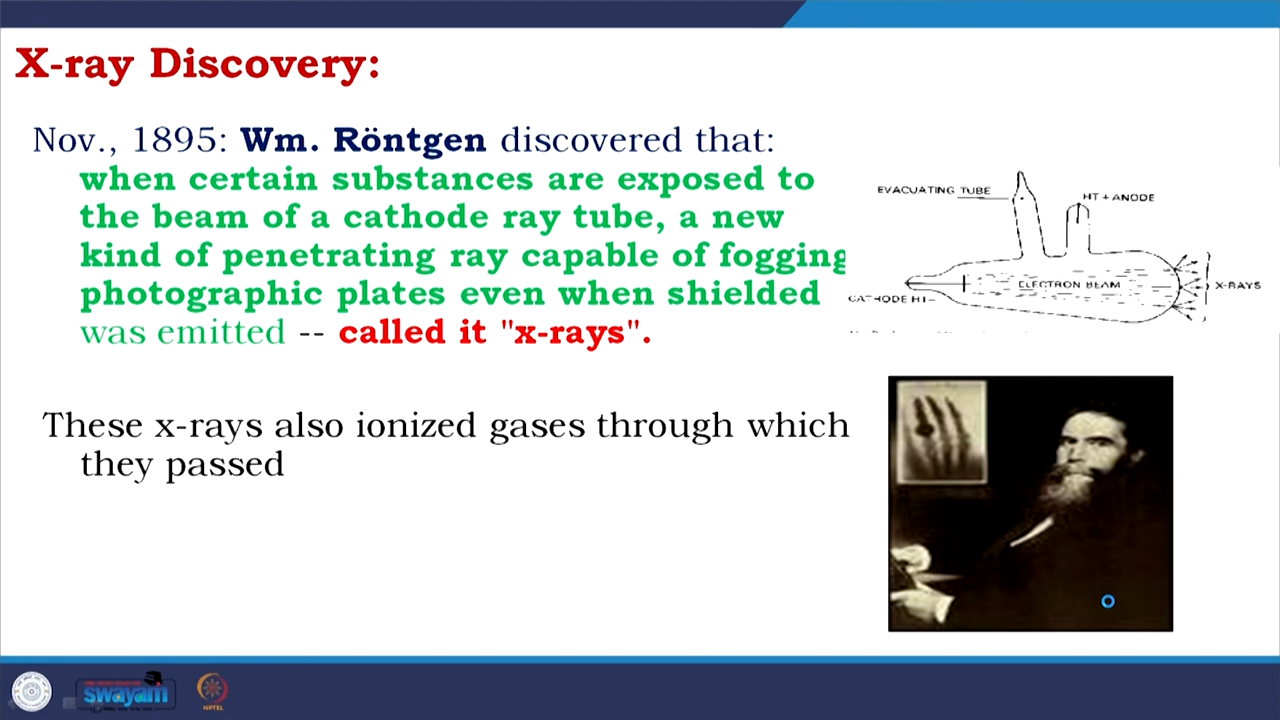 X-ray Discovery:
Nov., 1895: Wm. Röntgen discovered that:
when certain substances are exposed to
the beam of a cathode ray tube, a new
kind of penetrating ray capable of fogging
photographic plates even when shielded
was emitted -- called it "x-rays".
These x-rays also ionized gases through which
they passed
EVACUATING TUBE
HT + ANODE
ELECTRON BEAM
X-RAYS
CATHODE HT-
swayam
NPTEL